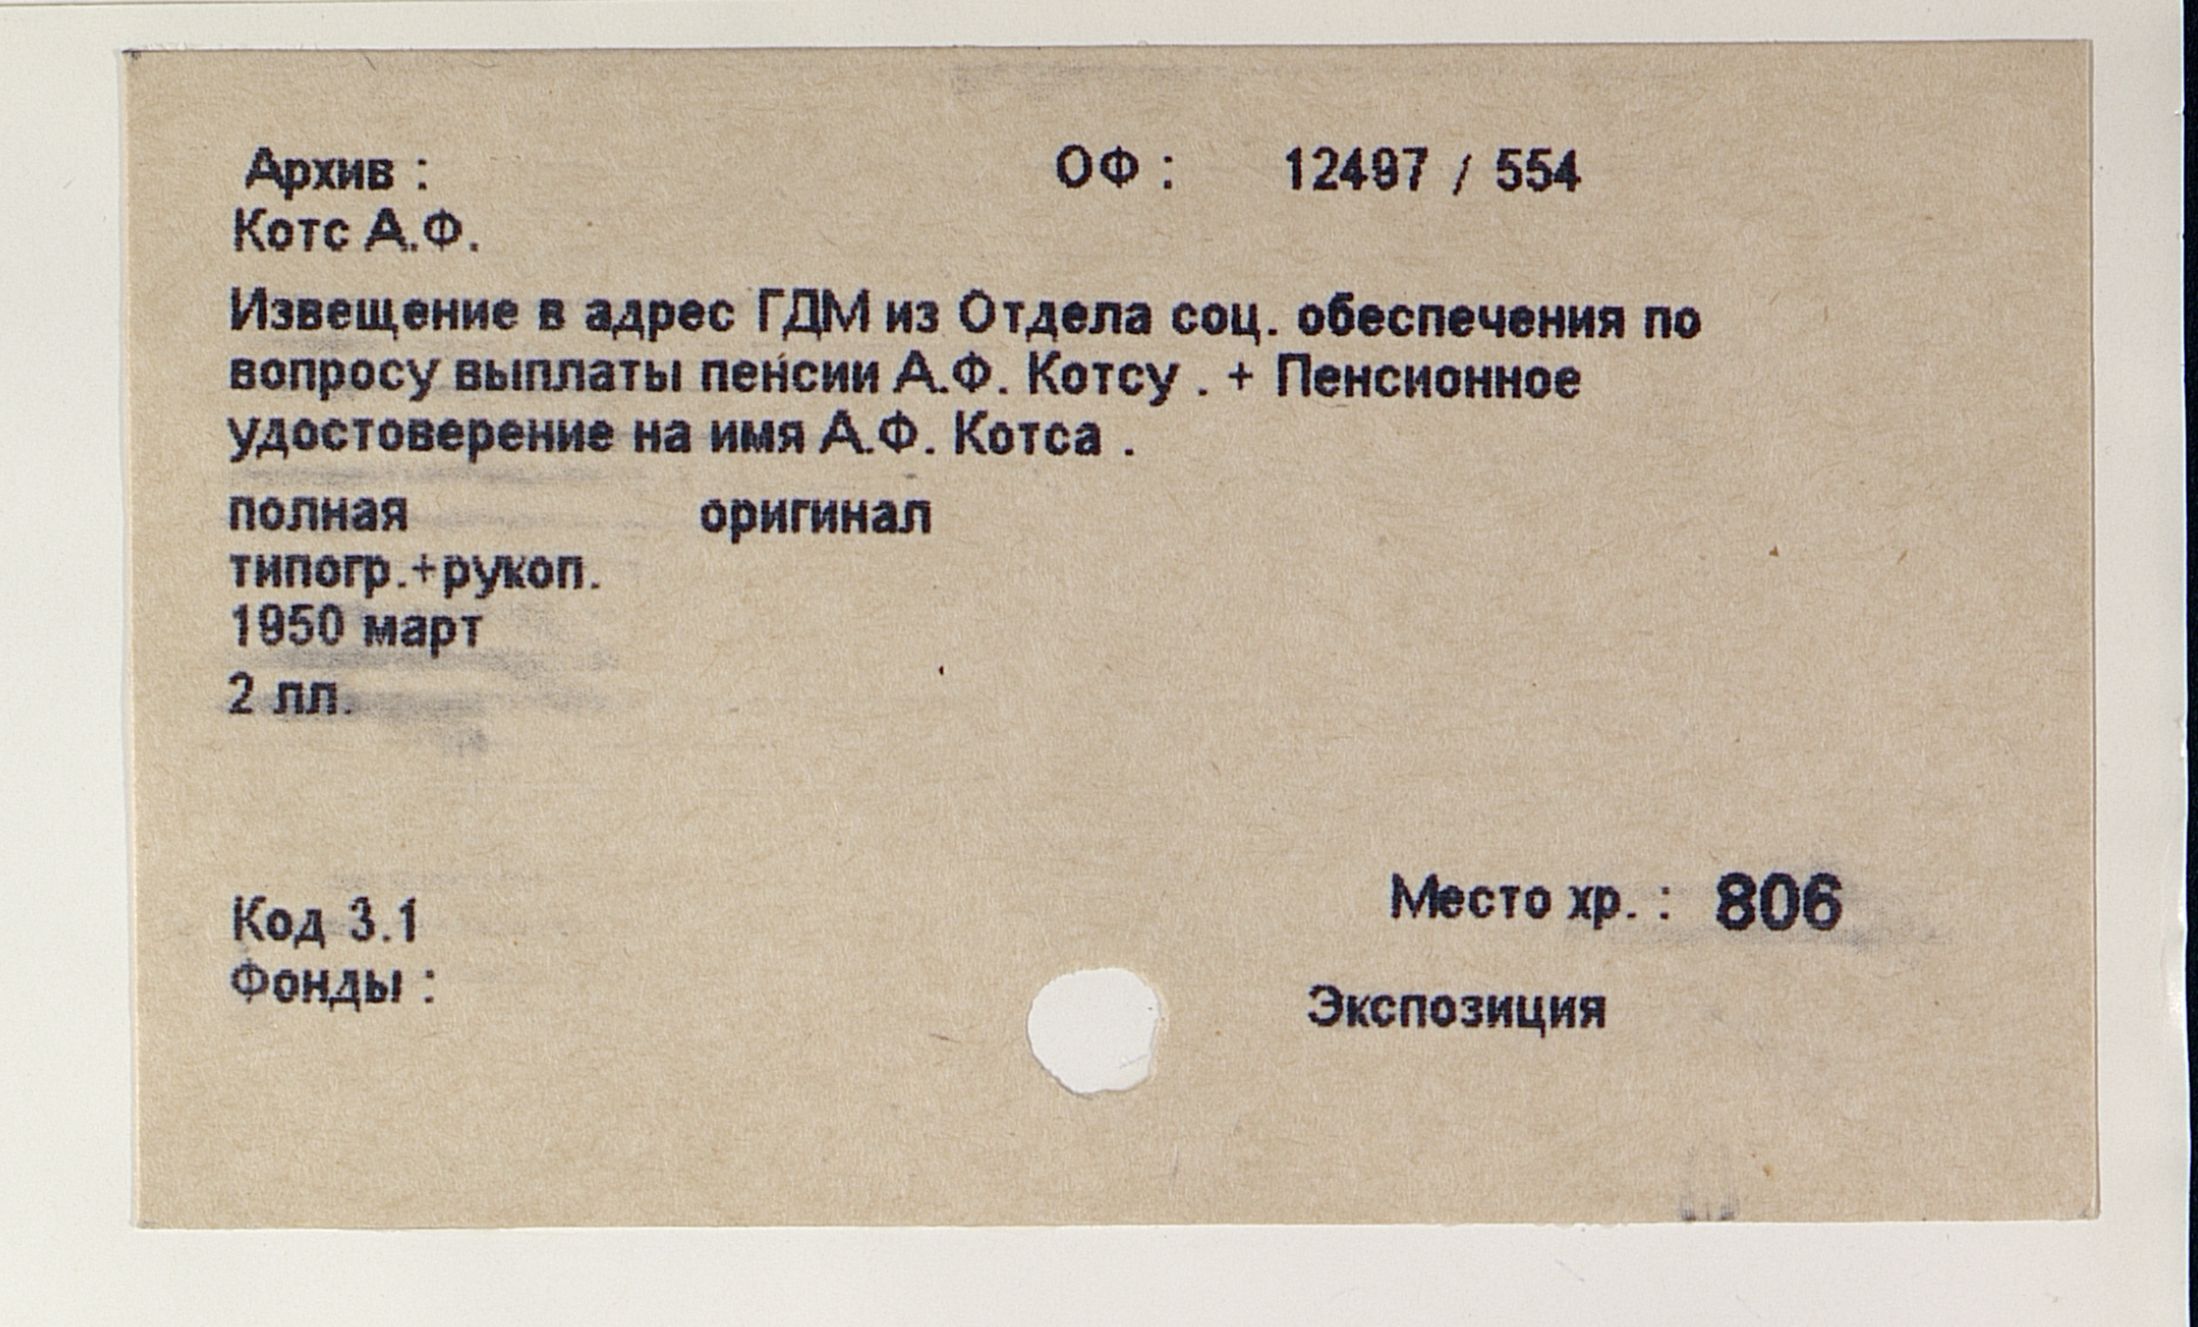 Архив : ОФ : 12497 / 554
Котс А.Ф.
Извещение в адрес ГДМ из Отдела соц. обеспечения по
вопросу выплаты пенсии А.Ф. Котсу . + Пенсионное
удостоверение на имя А.Ф. Котса .
полная оригинал
типогр.+рукоп.
1950 март
2 лл.
Код 3.1 Место хр. : 806
Фонды : Экспозиция